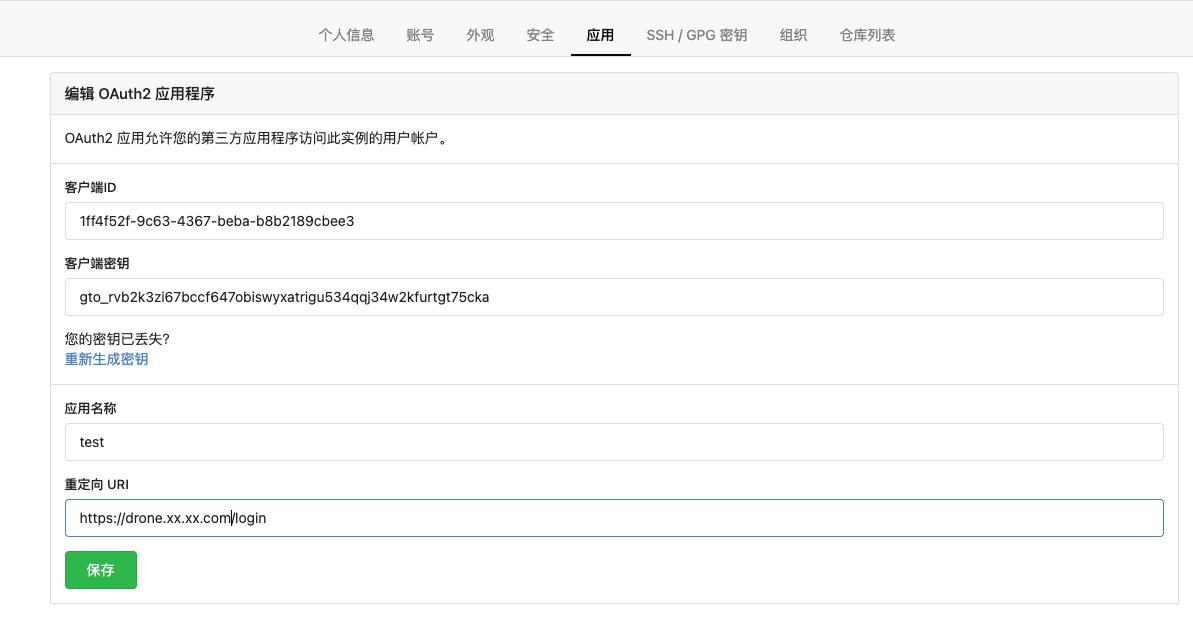 个人信息 账号 外观 安全 应用 SSH / GPG 密钥 组织 仓库列表
编辑 OAuth2 应用程序
OAuth2 应用允许您的第三方应用程序访问此实例的用户帐户。
客户端ID
1ff4f52f-9c63-4367-beba-b8b2189cbee3
客户端密钥
gto_rvb2k3zi67bccf647obiswyxatrigu534qqj34w2kfurtgt75cka
您的密钥已丢失?
重新生成密钥
应用名称
test
重定向 URI
https://drone.xx.xx.com/login
保存